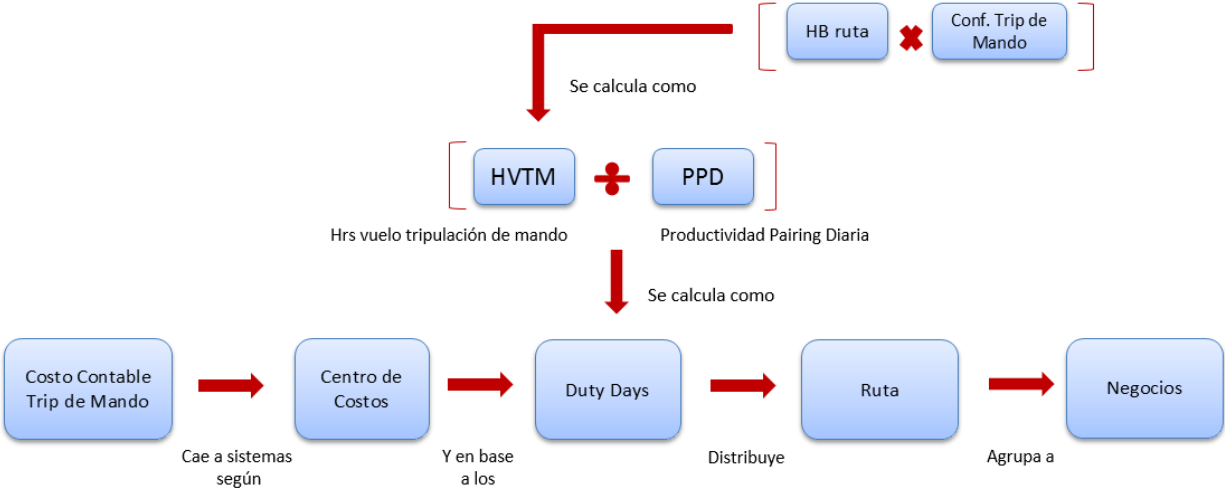 HB ruta
Conf. Trip de
Mando
Se calcula como
HVTM
PPD
Hrs vuelo tripulación de mando
Productividad Pairing Diaria
Se calcula como
Costo Contable
Trip de Mando
Centro de
Costos
Duty Days
Ruta
Negocios
Cae a sistemas
según
Y en base
a los
Distribuye
Agrupa a